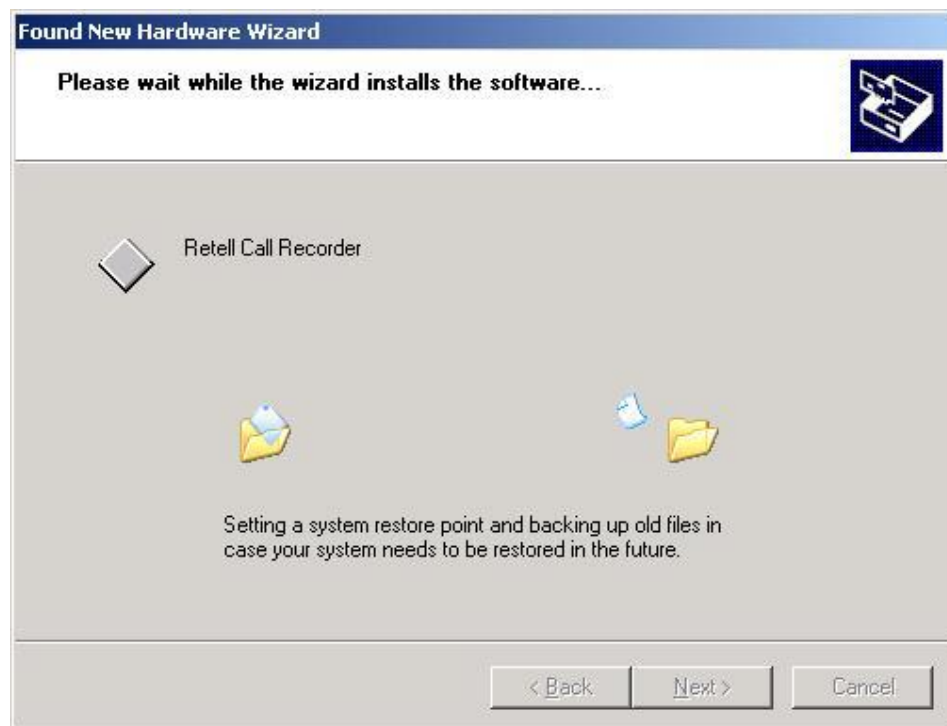 Found New Hardware Wizard
Please wait while the wizard installs the software...
Retell Call Recorder
Setting a system restore point and backing up old files in
case your system needs to be restored in the future.
< Back
Next >
Cancel